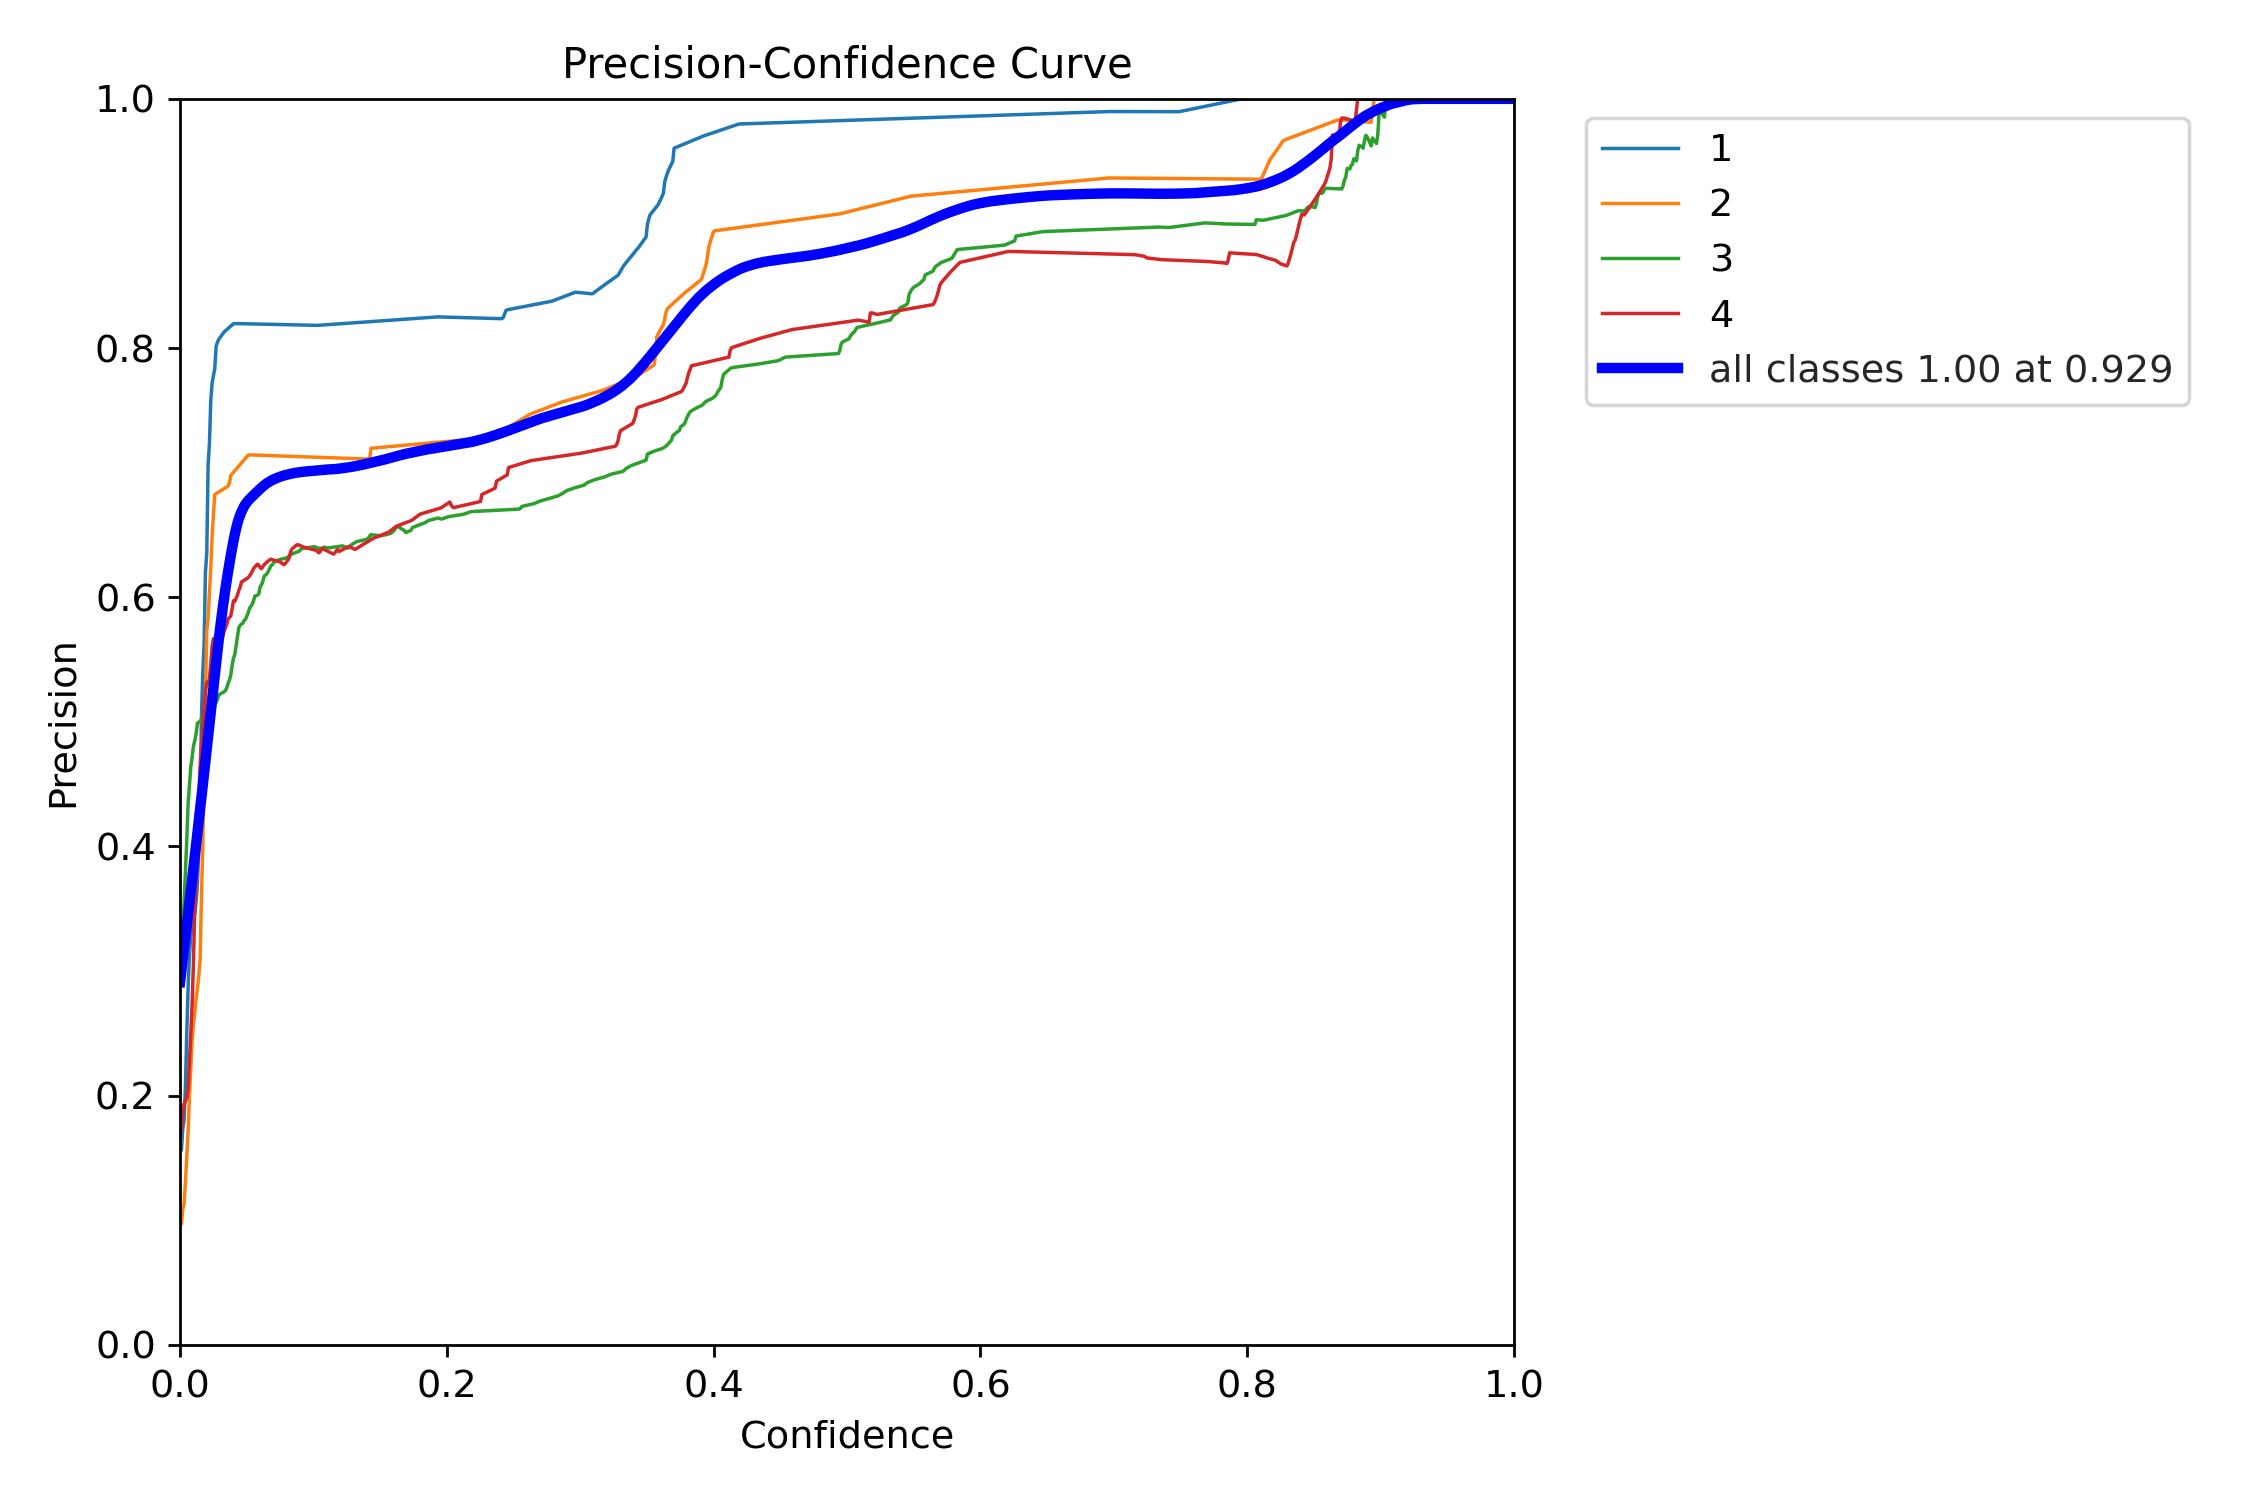 Precision-Confidence Curve
1.0
0.8
0.6
0.4
0.2
0.0
Precision
0.0 0.2 0.4 0.6 0.8 1.0
Confidence
1
2
3
4
all classes 1.00 at 0.929